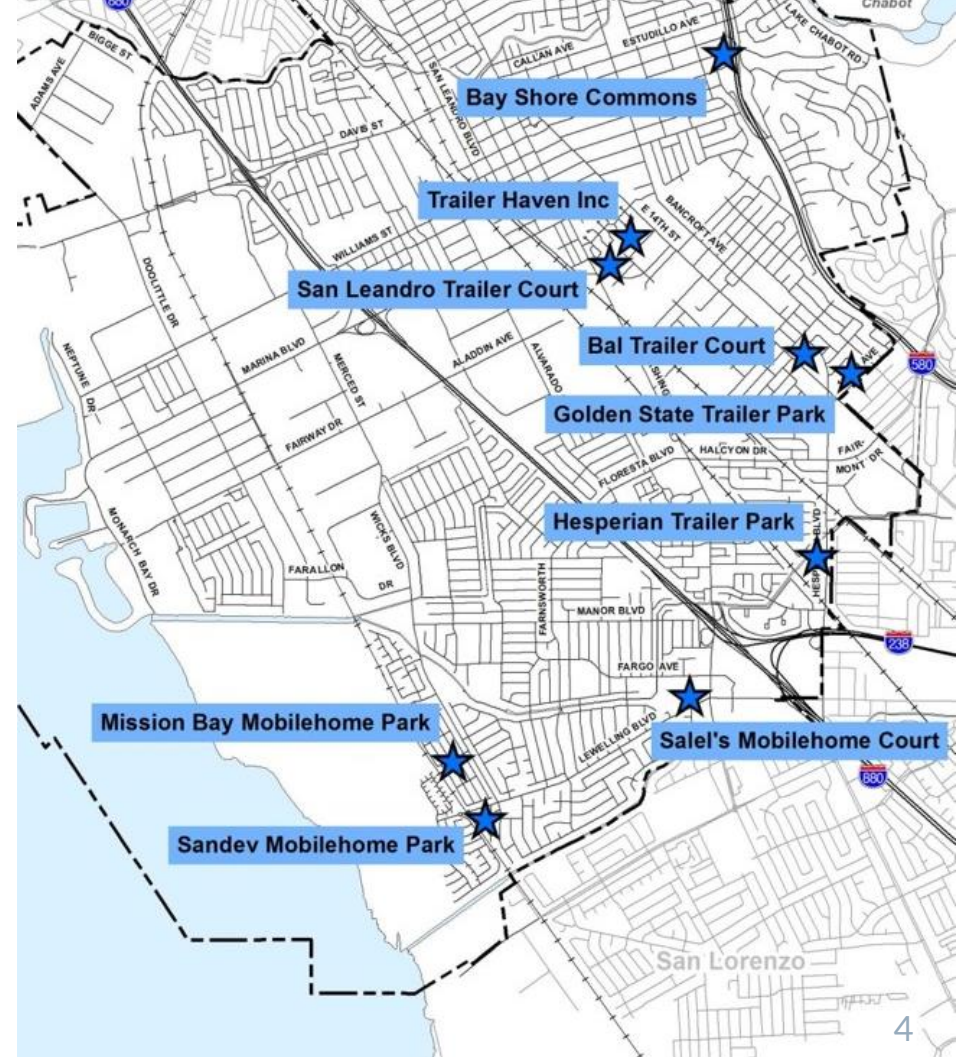 880
Chabot
BIGGE ST
ADAMS AVE
CALLAN AVE
ESTUDILLO AVE
LAKE CHABOT RD
SAN LEANDRO BLVD
Bay Shore Commons
DAVIS ST
Trailer Haven Inc
E 14TH ST
BANCROFT AVE
WILLIAMS ST
San Leandro Trailer Court
DOOLITTLE DR
NEPTUNE DR
MARINA BLVD
MERCED ST
ALADDIN AVE
ALVARADO
Bal Trailer Court
AVE
580
Golden State Trailer Park
FAIRWAY DR
FLORESTA BLVD
HALCYON DR
FAIR-
MONT DR
MONARCH BAY DR
WICKS BLVD
Hesperian Trailer Park
BLVD
FARALLON
DR
FARNSWORTH
MANOR BLVD
238
FARGO AVE
Mission Bay Mobilehome Park
LEWELLING BLVD
Salel's Mobilehome Court
880
Sandev Mobilehome Park
San Lorenzo
4